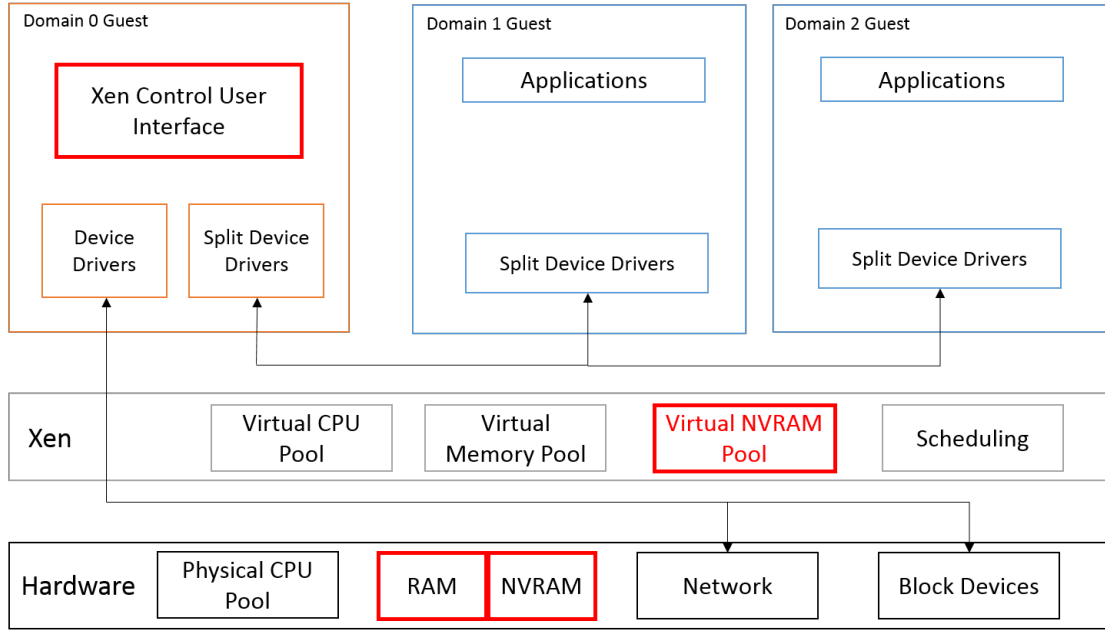 Domain 0 Guest
Xen Control User
Interface
Device
Drivers
Split Device
Drivers
Domain 1 Guest
Applications
Split Device Drivers
Domain 2 Guest
Applications
Split Device Drivers
Xen
Virtual CPU
Pool
Virtual
Memory Pool
Virtual NVRAM
Pool
Scheduling
Hardware
Physical CPU
Pool
RAM
NVRAM
Network
Block Devices